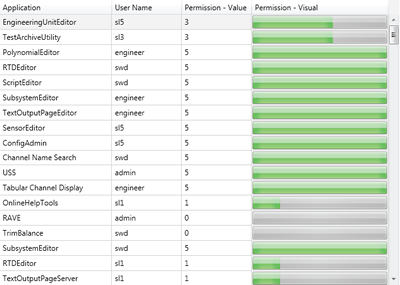 Application User Name Permission - Value Permission - Visual
EngineeringUnitEditor sl5 3
TestArchiveUtility sl3 3
PolynomialEditor engineer 5
RTDEditor swd 5
ScriptEditor swd 5
SubsystemEditor engineer 5
TextOutputPageEditor engineer 5
SensorEditor sl5 5
ConfigAdmin sl5 5
Channel Name Search swd 5
USS admin 5
Tabular Channel Display engineer 5
OnlineHelpTools sl1 1
RAVE admin 0
TrimBalance swd 0
SubsystemEditor swd 5
RTDEditor sl1 1
TextOutputPageServer sl1 1